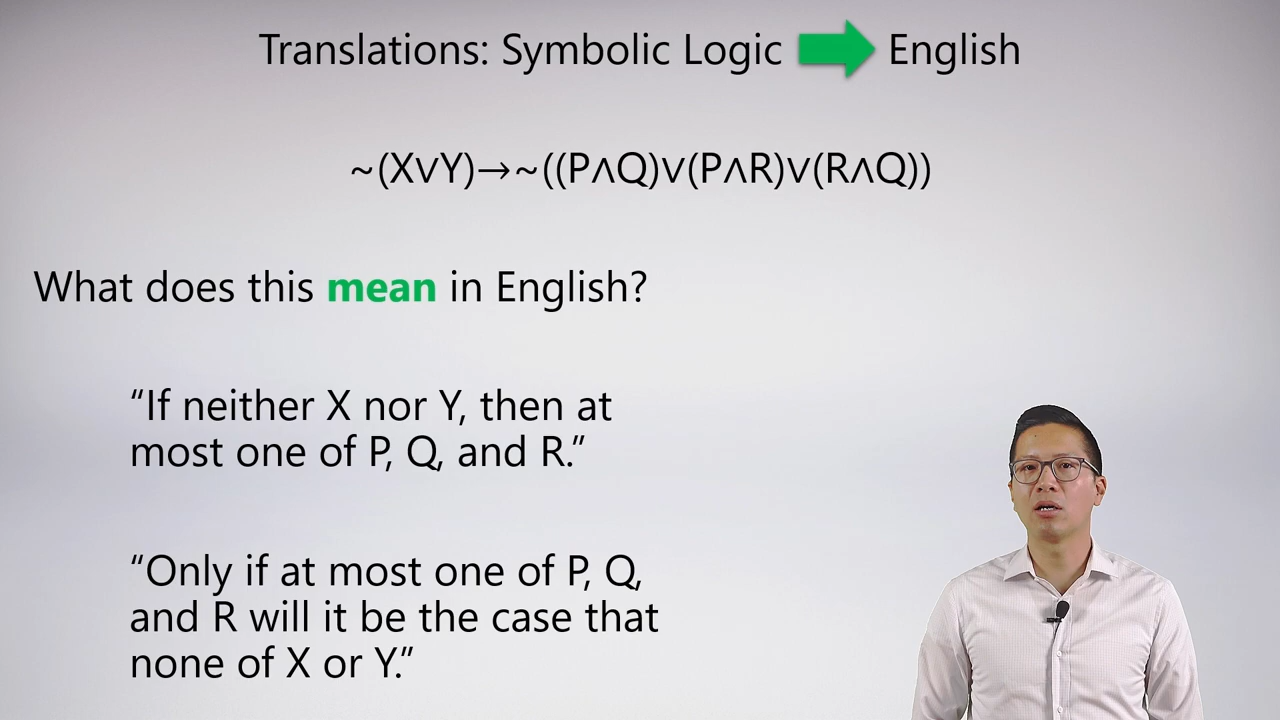 Translations: Symbolic Logic English
~(X∨Y)→~((P∧Q)∨(P∧R)∨(R∧Q))
What does this mean in English?
“If neither X nor Y, then at
most one of P, Q, and R.”
“Only if at most one of P, Q,
and R will it be the case that
none of X or Y.”